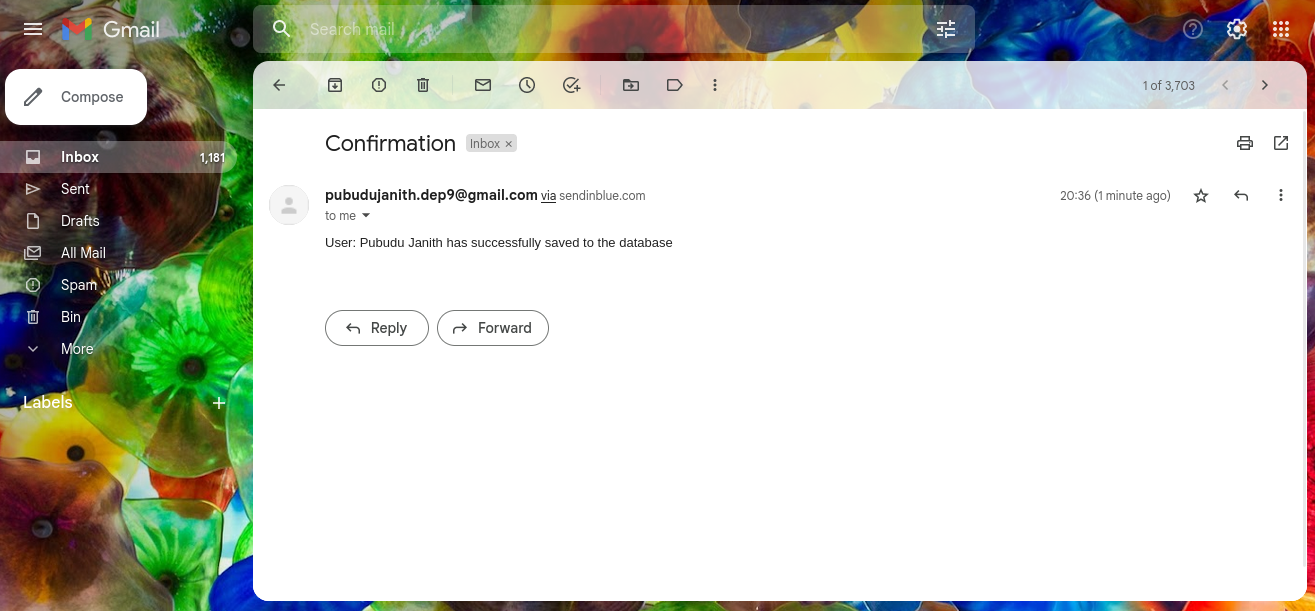 Gmail
Search mail
Compose
1 of 3,703
Inbox 1,181
Sent
Drafts
All Mail
Spam
Bin
More
Labels
Confirmation Inbox ×
pubudujanith.dep9@gmail.com via sendinblue.com 20:36 (1 minute ago)
to me
User: Pubudu Janith has successfully saved to the database
Reply Forward